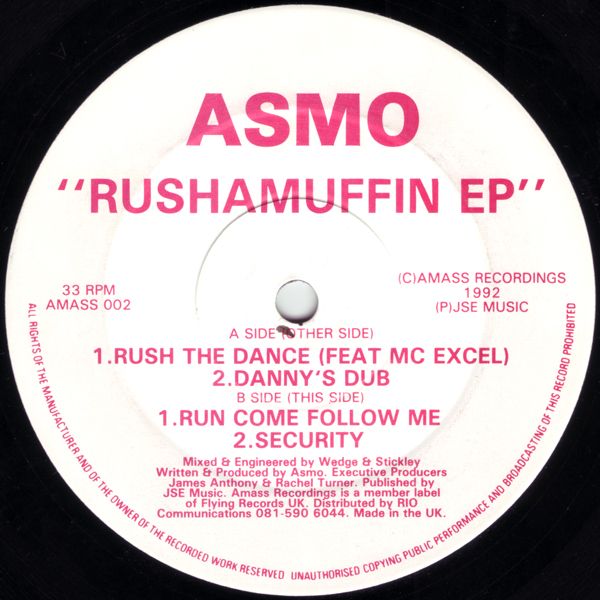 ASMO
"RUSHAMUFFIN EP"
33 RPM
AMASS 002
(C)AMASS RECORDINGS
1992
(P)JSE MUSIC
A SIDE (OTHER SIDE)
1.RUSH THE DANCE (FEAT MC EXCEL)
2.DANNY'S DUB
B SIDE (THIS SIDE)
1.RUN COME FOLLOW ME
2.SECURITY
Mixed & Engineered by Wedge & Stickley
Written & Produced by Asmo. Executive Producers
James Anthony & Rachel Turner. Published by
JSE Music. Amass Recordings is a member label
of Flying Records UK. Distributed by RIO
Communications 081-590 6044. Made in the UK.
ALL RIGHTS OF THE MANUFACTURER AND OF THE OWNER OF THE RECORDED WORK RESERVED UNAUTHORISED COPYING PUBLIC PERFORMANCE AND BROADCASTING OF THIS RECORD PROHIBITED